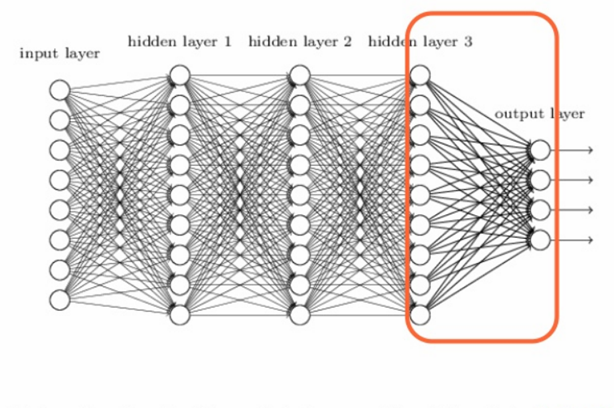 input layer
hidden layer 1
hidden layer 2
hidden layer 3
output layer